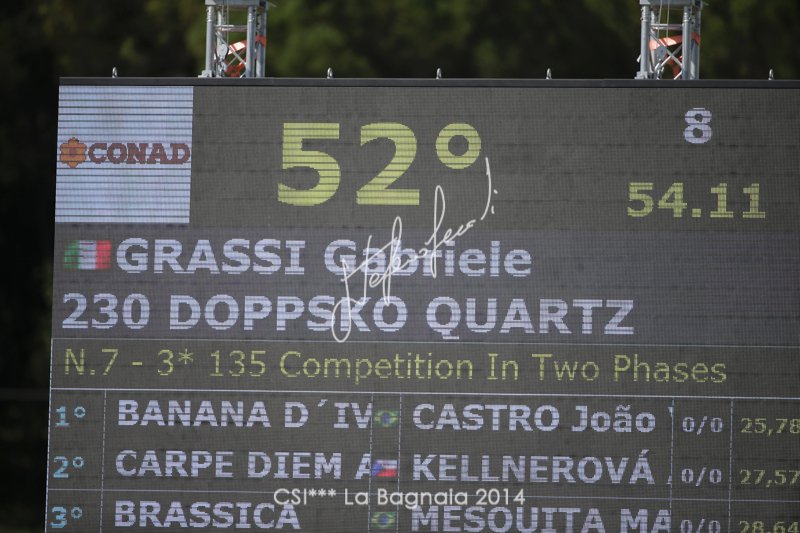 CONAD
52°
8
54.11
GRASSI Gabriele
230 DOPPSKO QUARTZ
N.7 - 3* 135 Competition In Two Phases
1° BANANA D´IV CASTRO João 0/0 25,78
2° CARPE DIEM A KELLNEROVÁ 0/0 27,57
3° BRASSICA MESQUITA MA 0/0 28,64
CSI*** La Bagnaia 2014